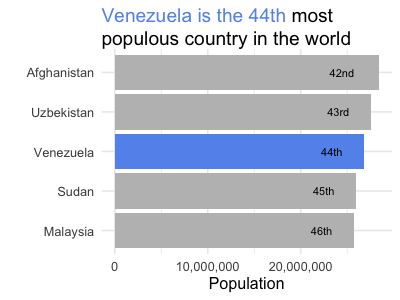 Venezuela is the 44th most
populous country in the world
Afghanistan 42nd
Uzbekistan 43rd
Venezuela 44th
Sudan 45th
Malaysia 46th
0 10,000,000 20,000,000
Population